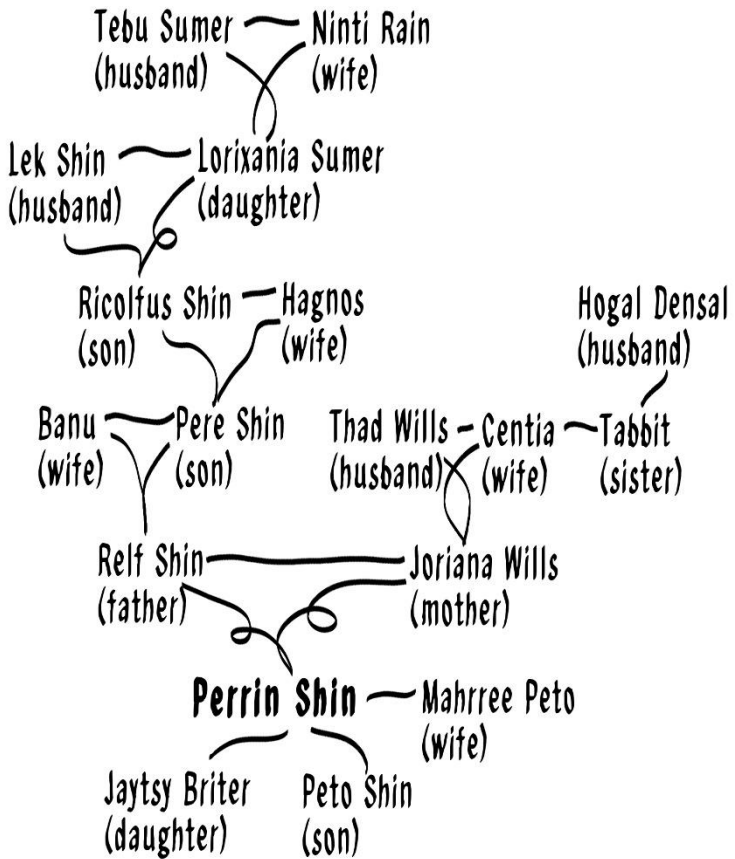 Tebu Sumer Ninti Rain
(husband) (wife)
Lek Shin Lorixania Sumer
(husband) (daughter)
Ricolfus Shin Hagnos Hogal Densal
(son) (wife) (husband)
Banu Pere Shin Thad Wills Centia Tabbit
(wife) (son) (husband) (wife) (sister)
Relf Shin Joriana Wills
(father) (mother)
Perrin Shin Mahrree Peto
(wife)
Jaytsy Briter Peto Shin
(daughter) (son)